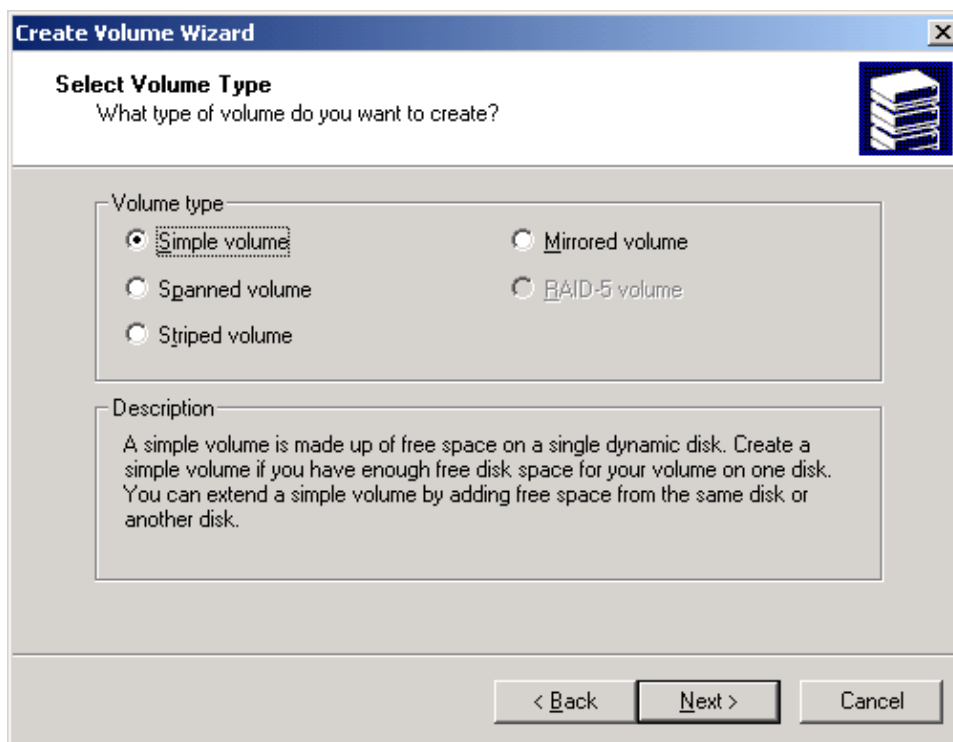 Create Volume Wizard
Select Volume Type
What type of volume do you want to create?
Volume type
Simple volume
Mirrored volume
Spanned volume
RAID-5 volume
Striped volume
Description
A simple volume is made up of free space on a single dynamic disk. Create a
simple volume if you have enough free disk space for your volume on one disk.
You can extend a simple volume by adding free space from the same disk or
another disk.
< Back
Next >
Cancel